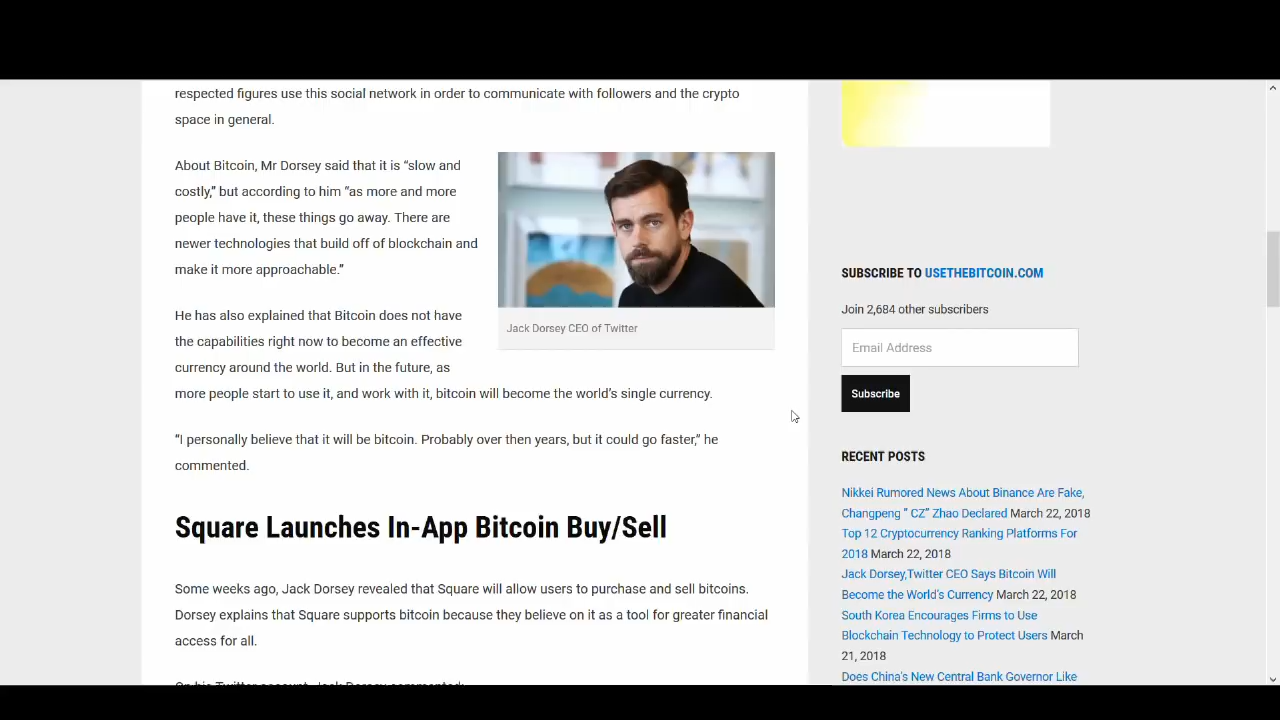 respected figures use this social network in order to communicate with followers and the crypto
space in general.
About Bitcoin, Mr Dorsey said that it is “slow and
costly,” but according to him “as more and more
people have it, these things go away. There are
newer technologies that build off of blockchain and
make it more approachable.”
Jack Dorsey CEO of Twitter
He has also explained that Bitcoin does not have
the capabilities right now to become an effective
currency around the world. But in the future, as
more people start to use it, and work with it, bitcoin will become the world’s single currency.
“I personally believe that it will be bitcoin. Probably over then years, but it could go faster,” he
commented.
Square Launches In-App Bitcoin Buy/Sell
Some weeks ago, Jack Dorsey revealed that Square will allow users to purchase and sell bitcoins.
Dorsey explains that Square supports bitcoin because they believe on it as a tool for greater financial
access for all.
On his Twitter account, Jack Dorsey commented:
SUBSCRIBE TO USETHEBITCOIN.COM
Join 2,684 other subscribers
Email Address
Subscribe
RECENT POSTS
Nikkei Rumored News About Binance Are Fake,
Changpeng “ CZ” Zhao Declared March 22, 2018
Top 12 Cryptocurrency Ranking Platforms For
2018 March 22, 2018
Jack Dorsey,Twitter CEO Says Bitcoin Will
Become the World’s Currency March 22, 2018
South Korea Encourages Firms to Use
Blockchain Technology to Protect Users March
21, 2018
Does China’s New Central Bank Governor Like